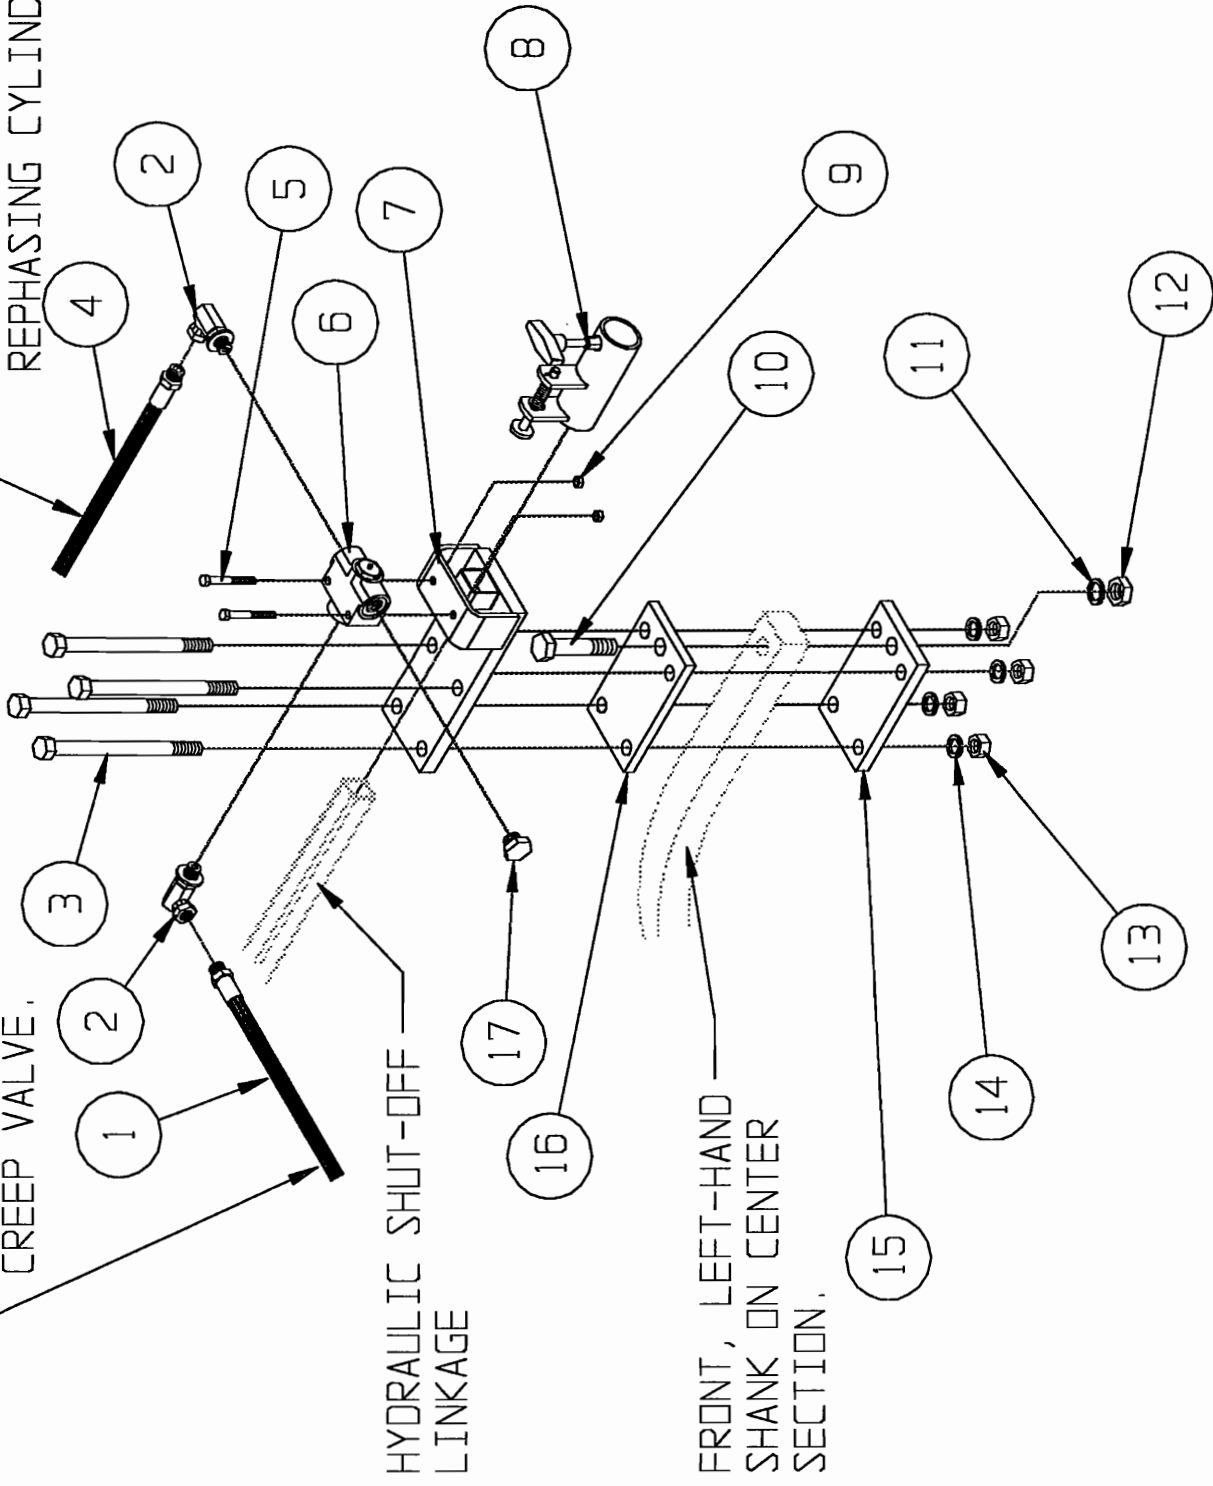 REPHASING CYLIND
CREEP VALVE.
1
2
3
4
2
5
6
7
8
9
10
11
12
13
14
15
16
17
HYDRAULIC SHUT-OFF
LINKAGE
FRONT, LEFT-HAND
SHANK ON CENTER
SECTION.